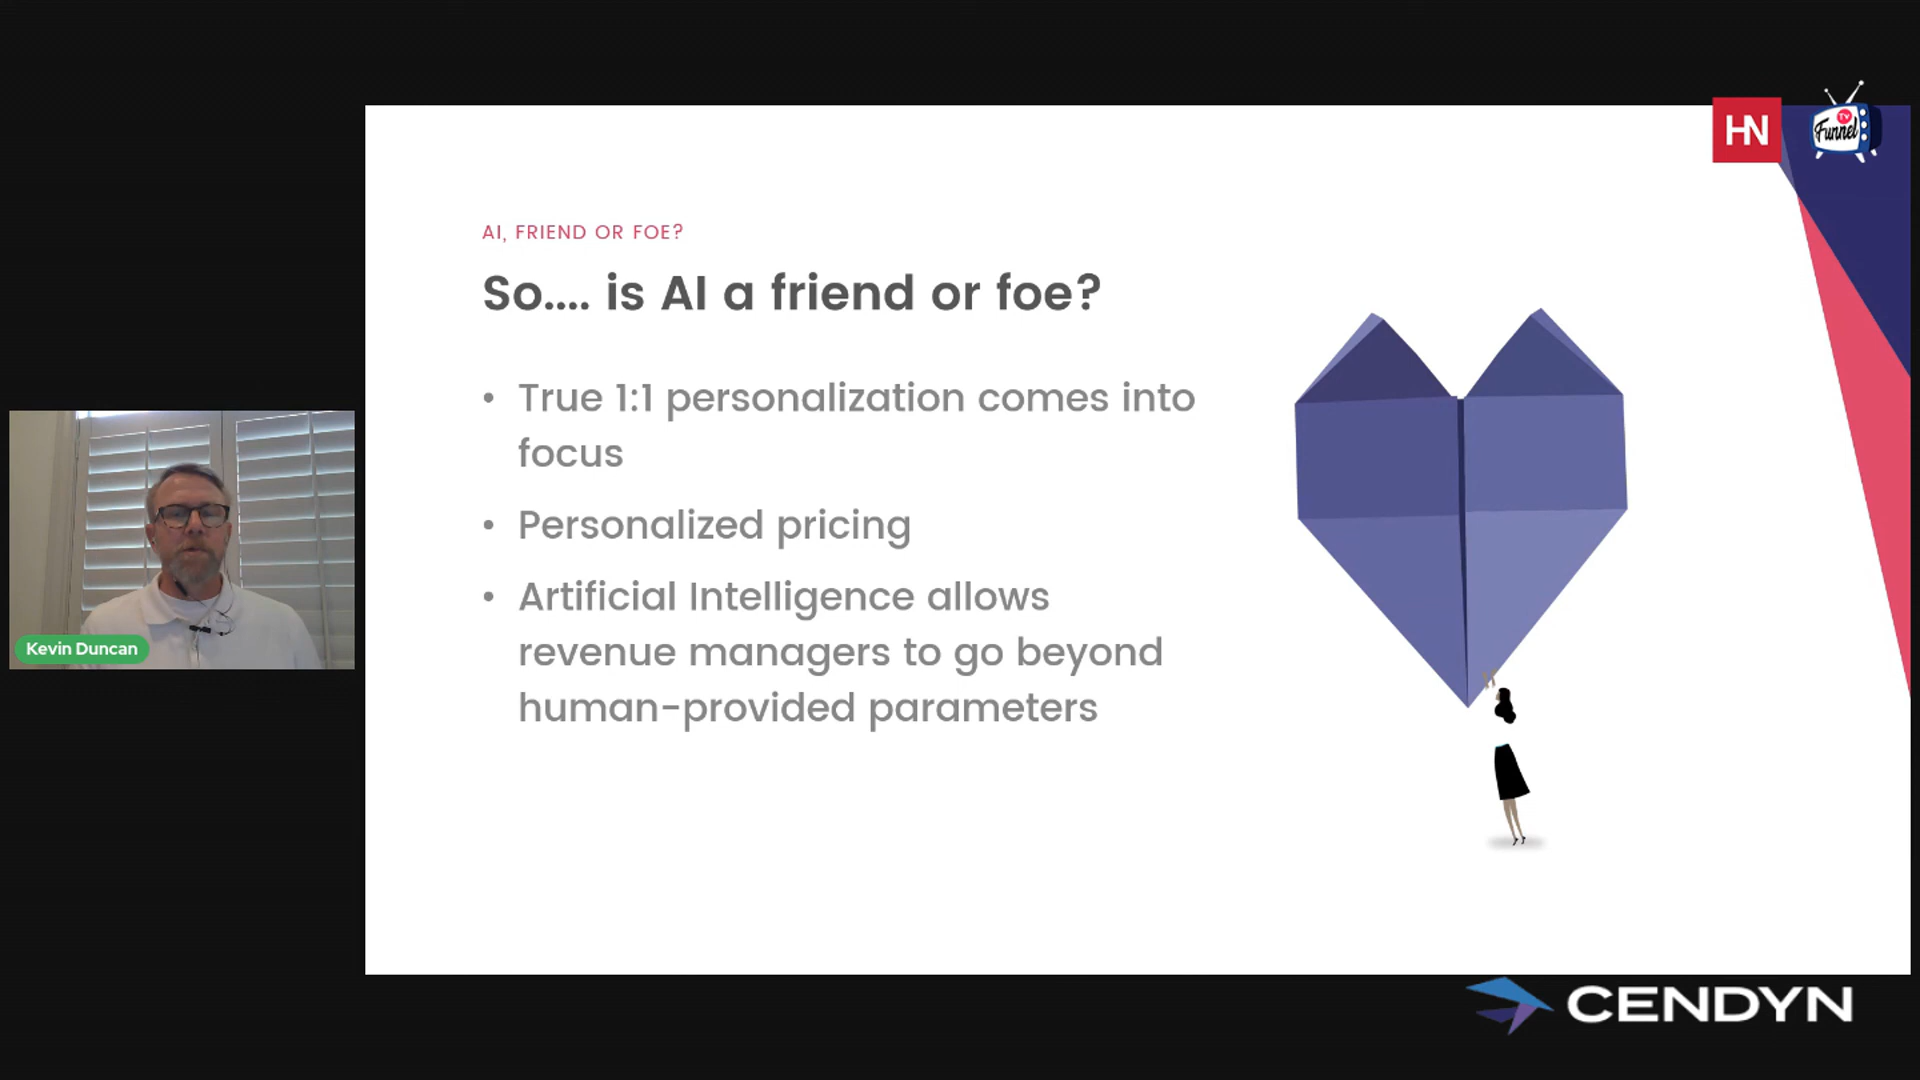 HN
TV
Funnel
AI, FRIEND OR FOE?
So.... is AI a friend or foe?
• True 1:1 personalization comes into
focus
• Personalized pricing
• Artificial Intelligence allows
revenue managers to go beyond
human-provided parameters
Kevin Duncan
CENDYN